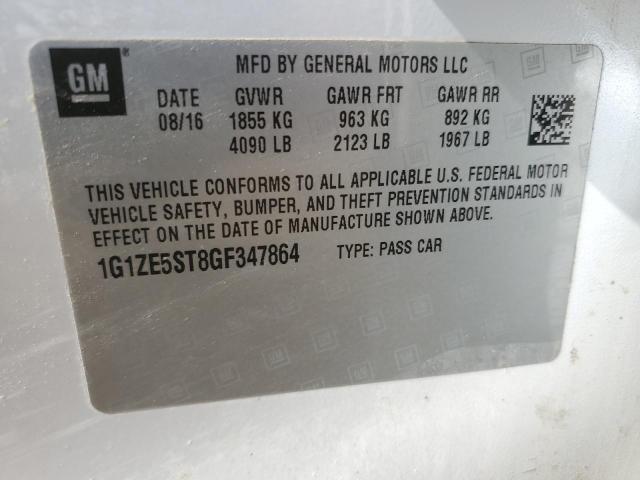 GM ®
MFD BY GENERAL MOTORS LLC
DATE GVWR GAWR FRT GAWR RR
08/16 1855 KG 963 KG 892 KG
4090 LB 2123 LB 1967 LB
THIS VEHICLE CONFORMS TO ALL APPLICABLE U.S. FEDERAL MOTOR
VEHICLE SAFETY, BUMPER, AND THEFT PREVENTION STANDARDS IN
EFFECT ON THE DATE OF MANUFACTURE SHOWN ABOVE.
1G1ZE5ST8GF347864 TYPE: PASS CAR